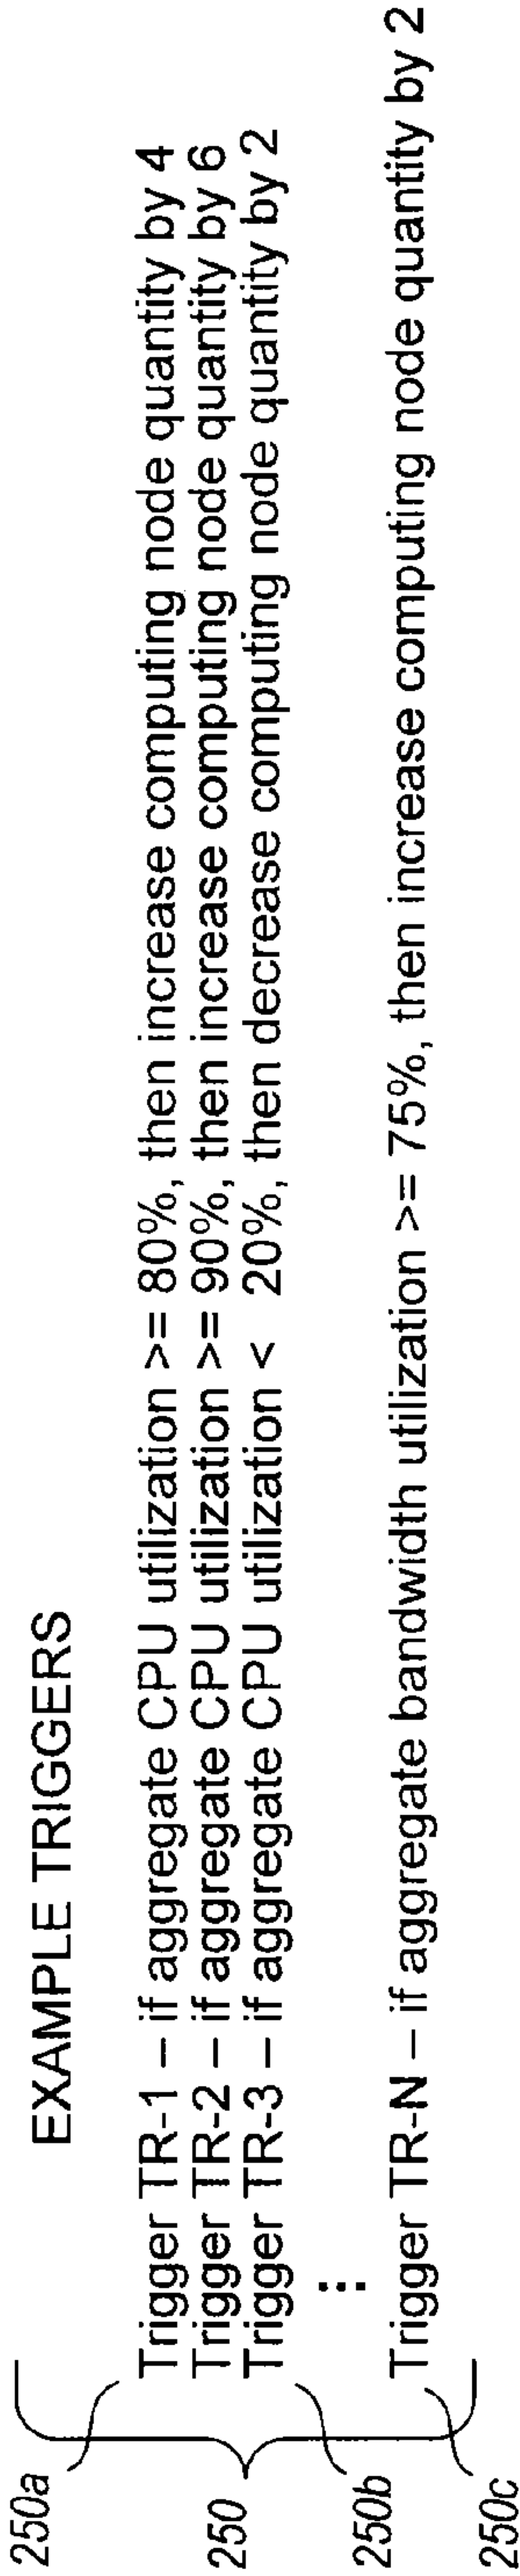 EXAMPLE TRIGGERS
250a
Trigger TR-1 – if aggregate CPU utilization >= 80%, then increase computing node quantity by 4
Trigger TR-2 – if aggregate CPU utilization >= 90%, then increase computing node quantity by 6
250
Trigger TR-3 – if aggregate CPU utilization < 20%, then decrease computing node quantity by 2
250b
⋮
Trigger TR-N – if aggregate bandwidth utilization >= 75%, then increase computing node quantity by 2
250c